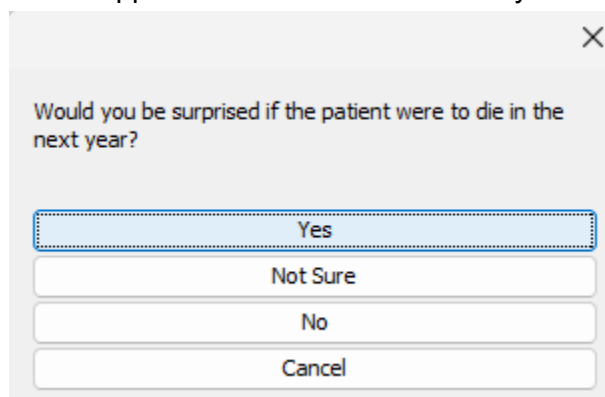 Would you be surprised if the patient were to die in the
next year?
Yes
Not Sure
No
Cancel